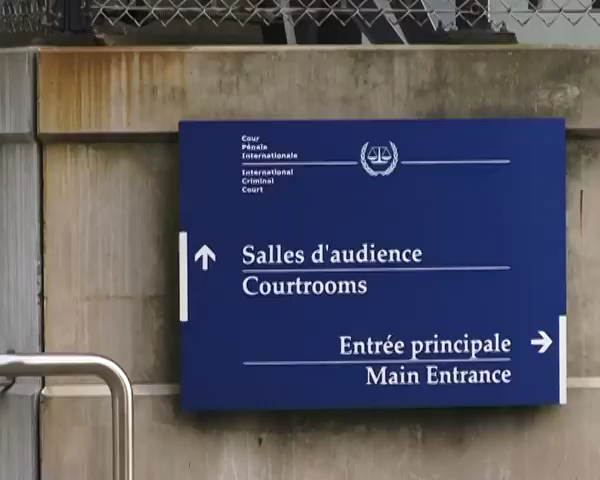 Cour
Pénale
Internationale
International
Criminal
Court
Salles d'audience
Courtrooms
Entrée principale
Main Entrance